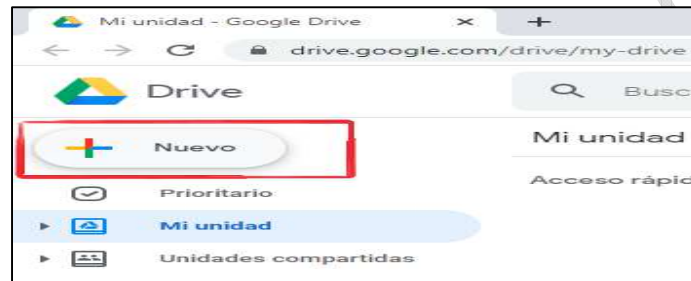 Mi unidad - Google Drive
drive.google.com/drive/my-drive
Drive
Busc
Nuevo
Mi unidad
Prioritario
Acceso rápid
Mi unidad
Unidades compartidas